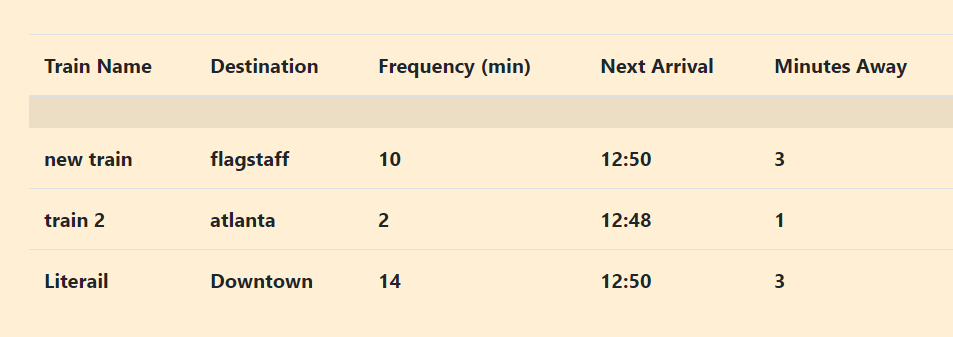 Train Name Destination Frequency (min) Next Arrival Minutes Away
new train flagstaff 10 12:50 3
train 2 atlanta 2 12:48 1
Literail Downtown 14 12:50 3